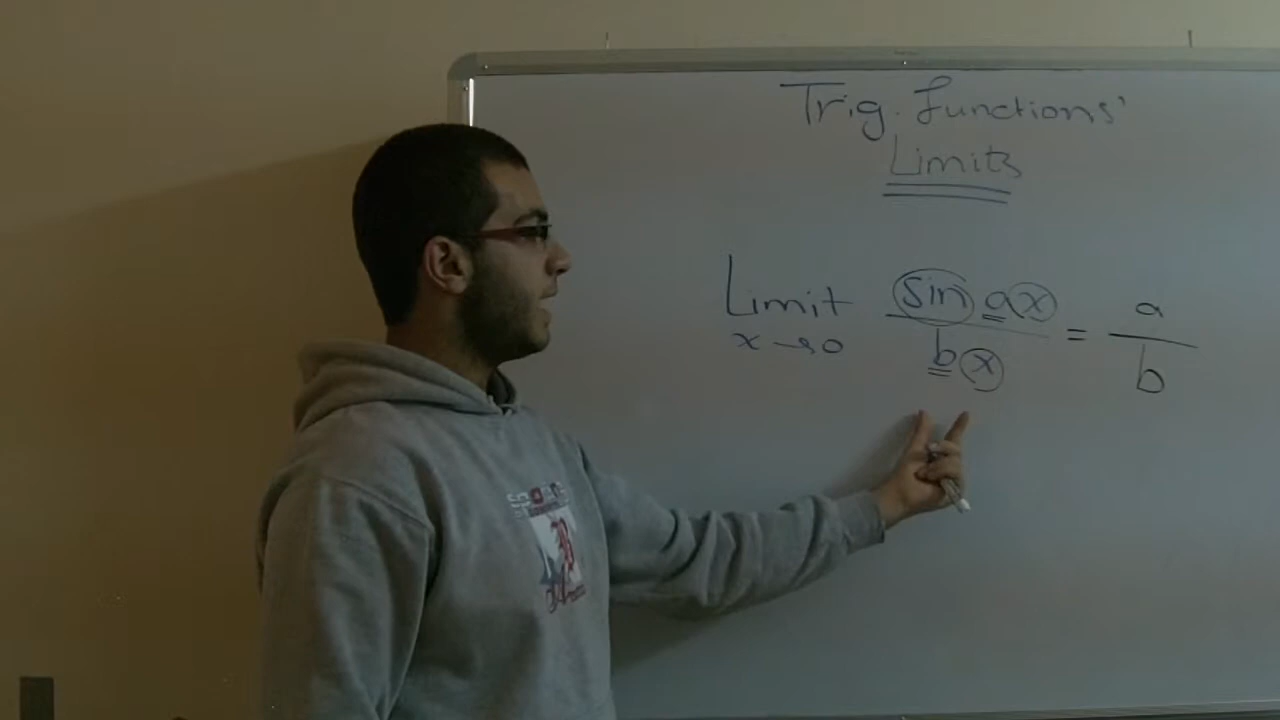 Trig. Functions'
Limits
Limit x→0 sin ax / bx = a / b